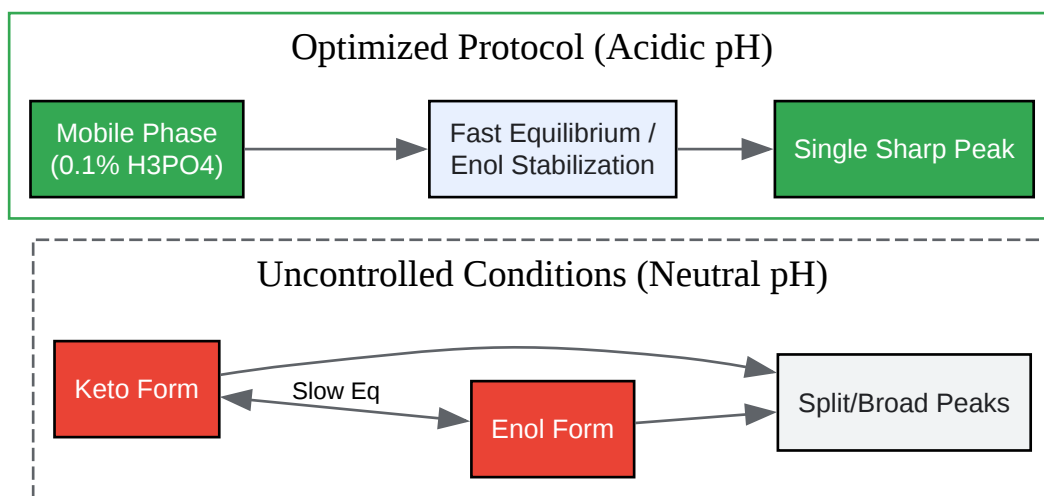 Optimized Protocol (Acidic pH)
Mobile Phase
(0.1% H3PO4)
Fast Equilibrium /
Enol Stabilization
Single Sharp Peak
Uncontrolled Conditions (Neutral pH)
Keto Form
Slow Eq
Enol Form
Split/Broad Peaks